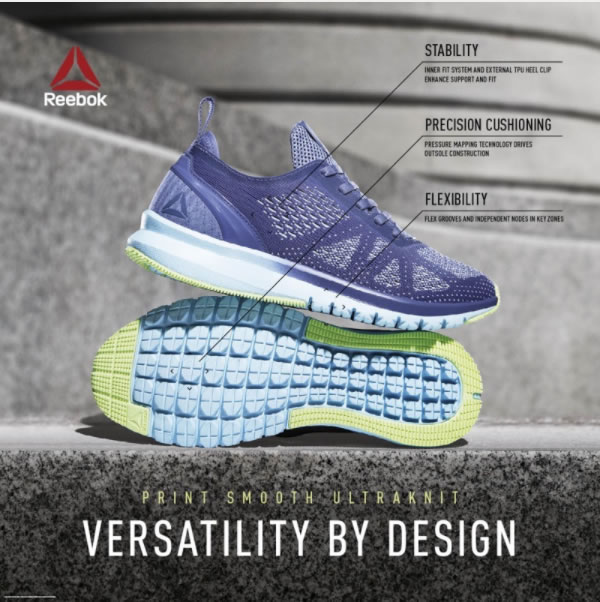 Reebok
STABILITY
INNER FIT SYSTEM AND EXTERNAL TPU HEEL CLIP
ENHANCE SUPPORT AND FIT
PRECISION CUSHIONING
PRESSURE MAPPING TECHNOLOGY DRIVES
OUTSOLE CONSTRUCTION
FLEXIBILITY
FLEX GROOVES AND INDEPENDENT NODES IN KEY ZONES
PRINT SMOOTH ULTRAKNIT
VERSATILITY BY DESIGN